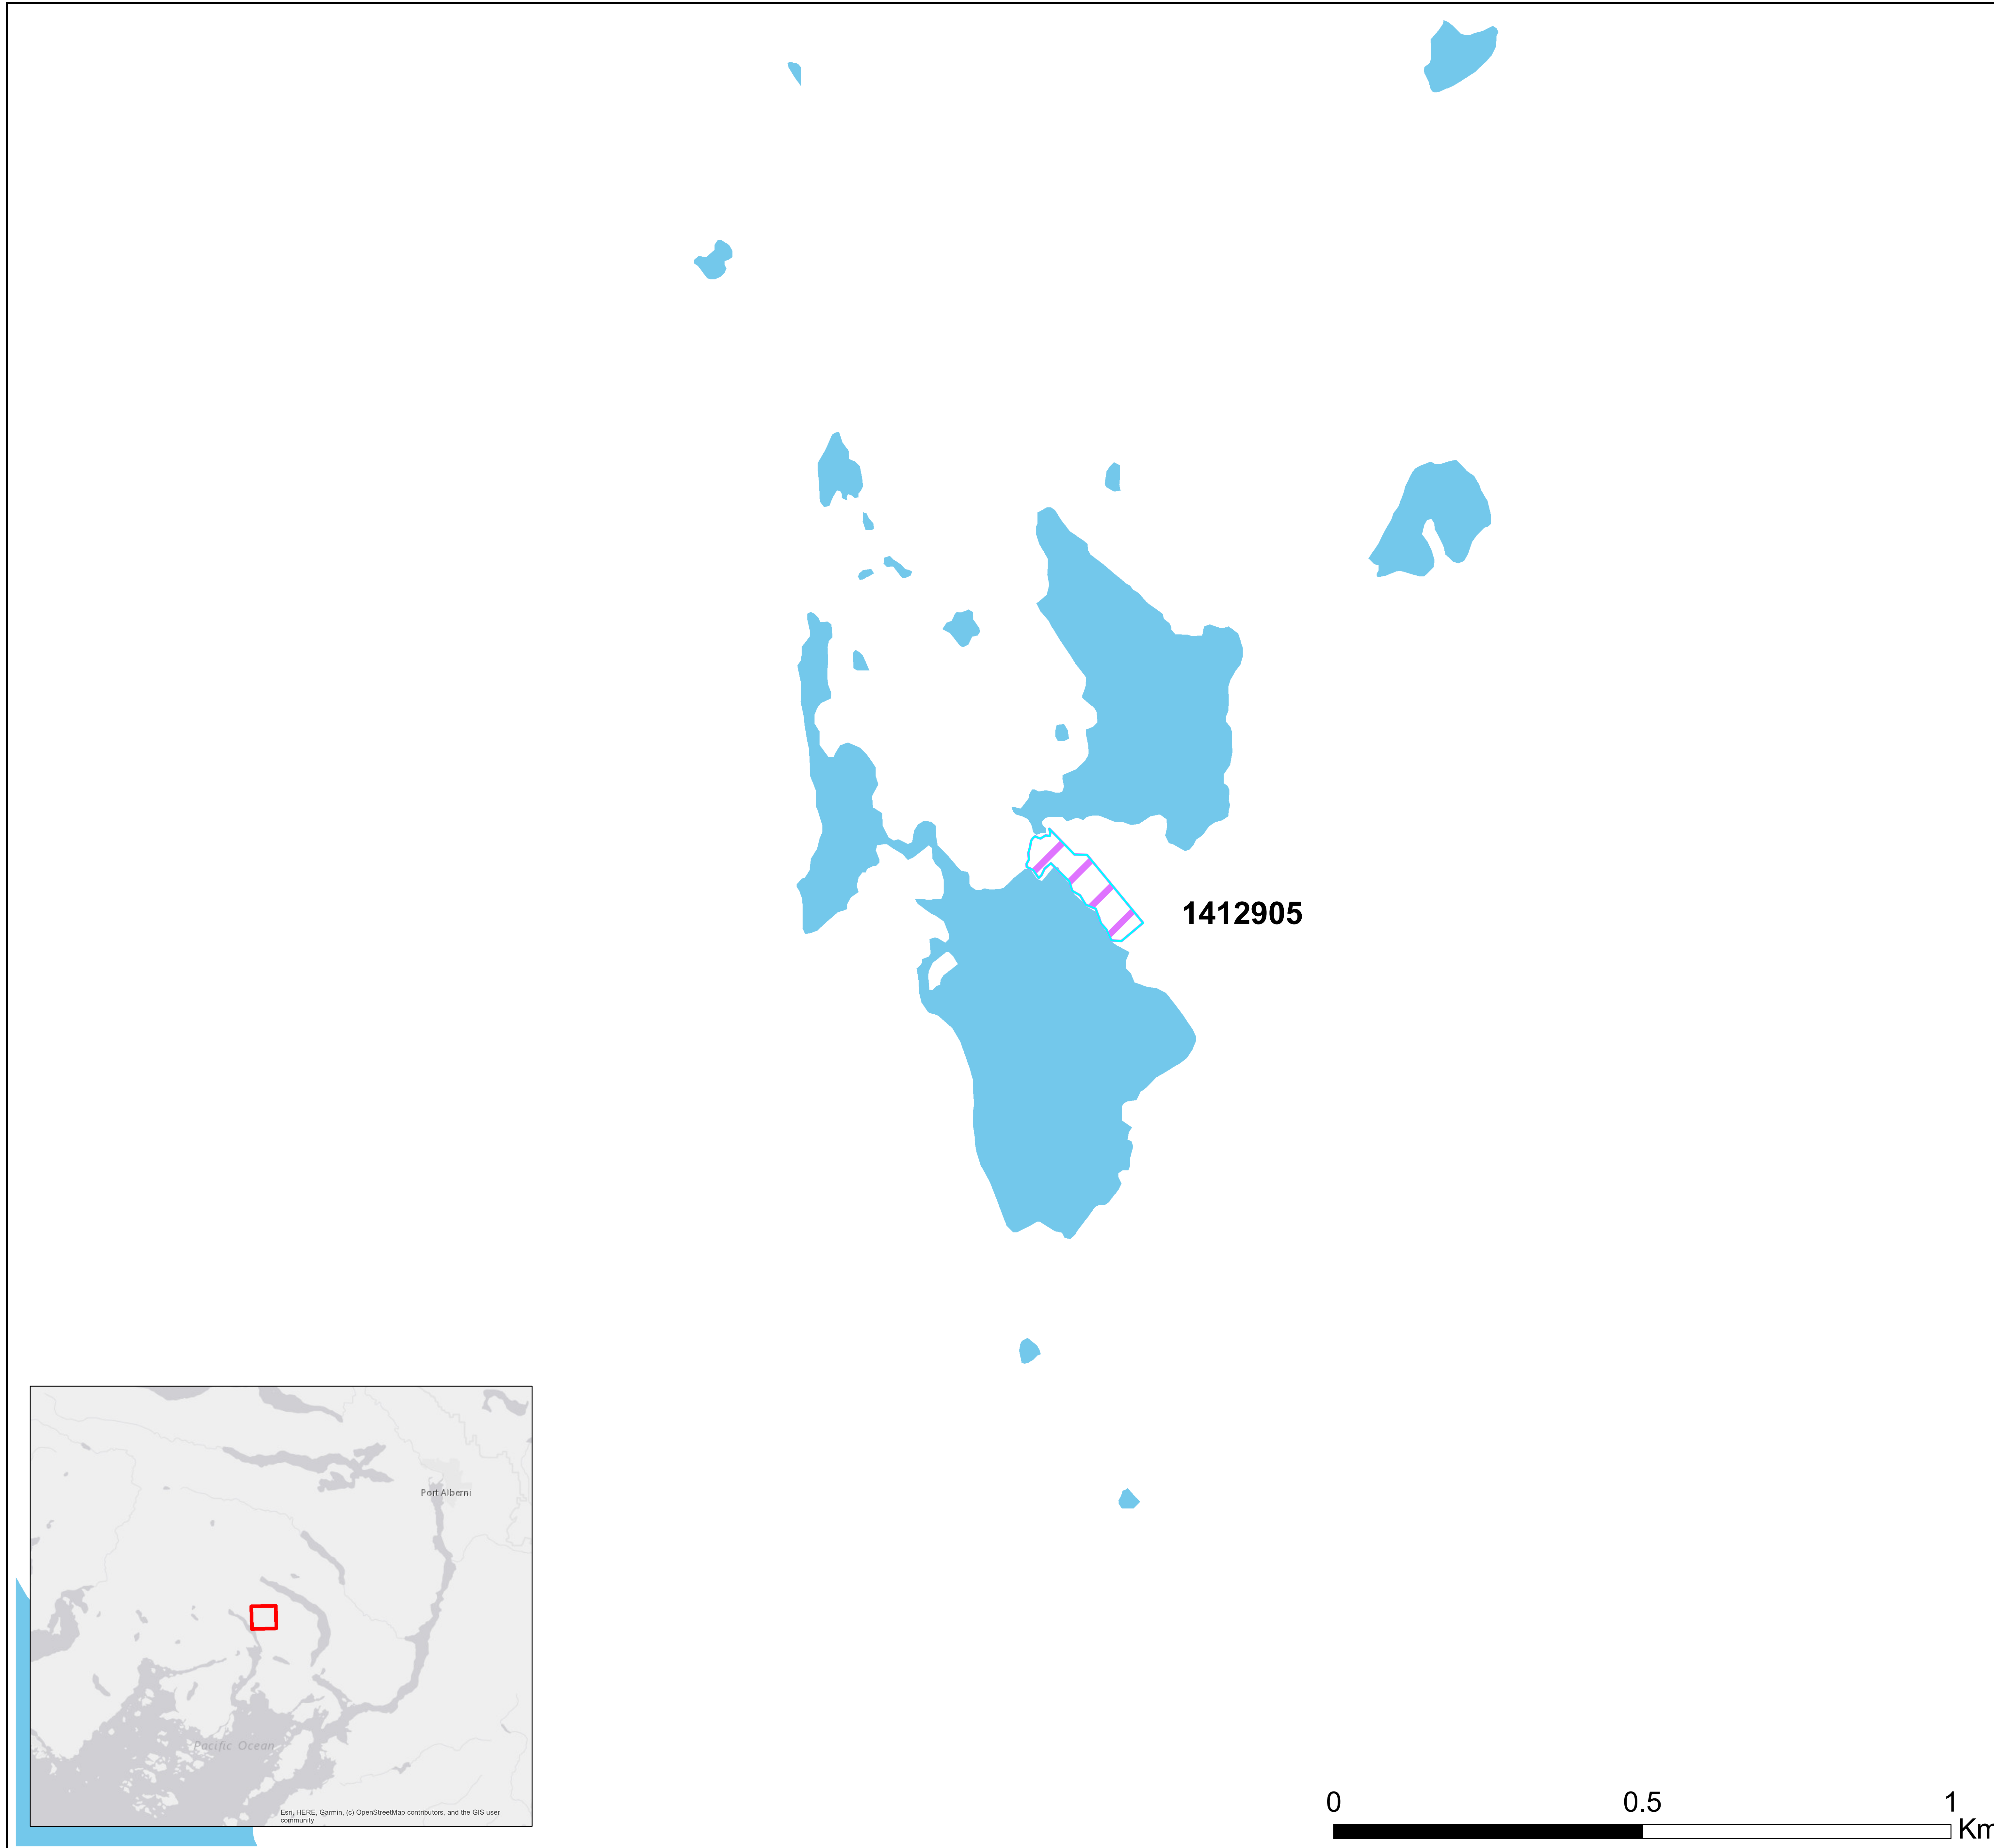 1412905
Port Alberni
Pacific Ocean
Esri, HERE, Garmin, (c) OpenStreetMap contributors, and the GIS user
community
0 0.5 1
Km